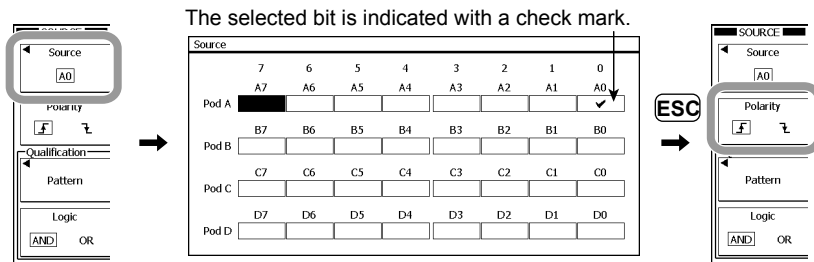 The selected bit is indicated with a check mark.
SOURCE
Source
A0
Polarity
Qualification
Pattern
Logic
AND OR
Source
7 6 5 4 3 2 1 0
A7 A6 A5 A4 A3 A2 A1 A0
Pod A
B7 B6 B5 B4 B3 B2 B1 B0
Pod B
C7 C6 C5 C4 C3 C2 C1 C0
Pod C
D7 D6 D5 D4 D3 D2 D1 D0
Pod D
ESC
SOURCE
Source
A0
Polarity
Pattern
Logic
AND OR